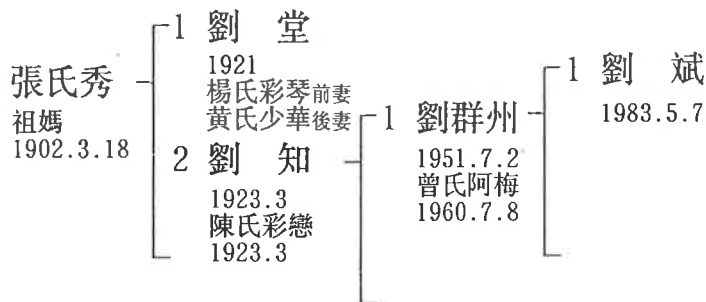 張氏秀
祖媽
1902.3.18
1 劉 堂
1921
楊氏彩琴前妻
黃氏少華後妻
2 劉 知
1923.3
陳氏彩戀
1923.3
1 劉群州
1951.7.2
曾氏阿梅
1960.7.8
1 劉 斌
1983.5.7